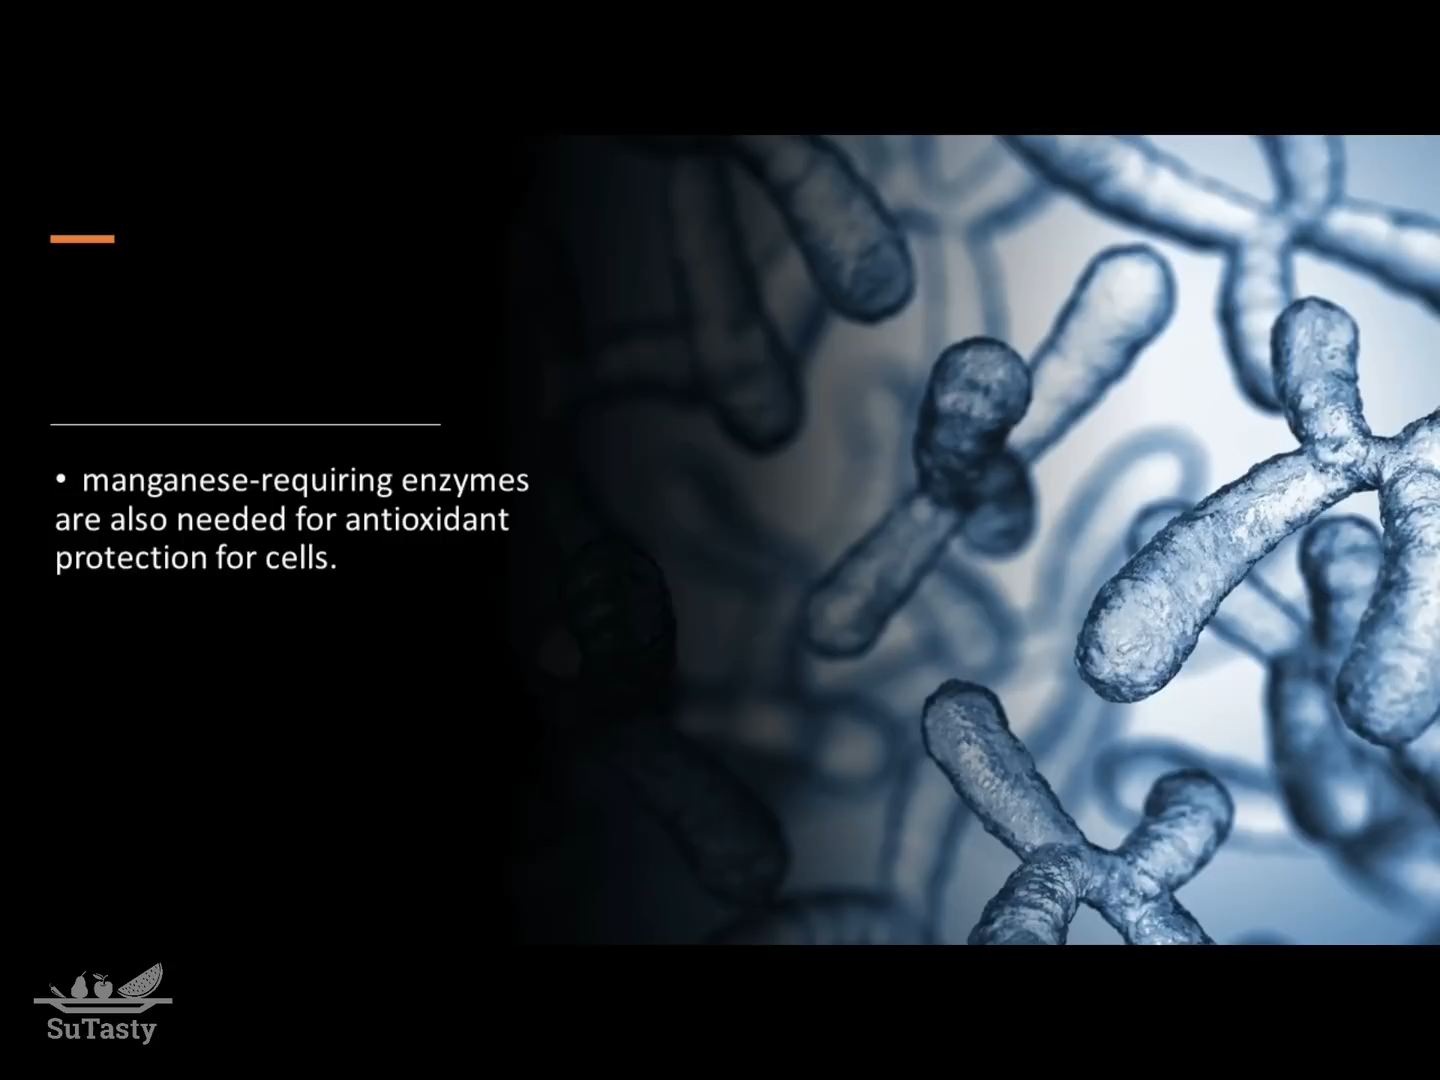 • manganese-requiring enzymes
are also needed for antioxidant
protection for cells.
SuTasty